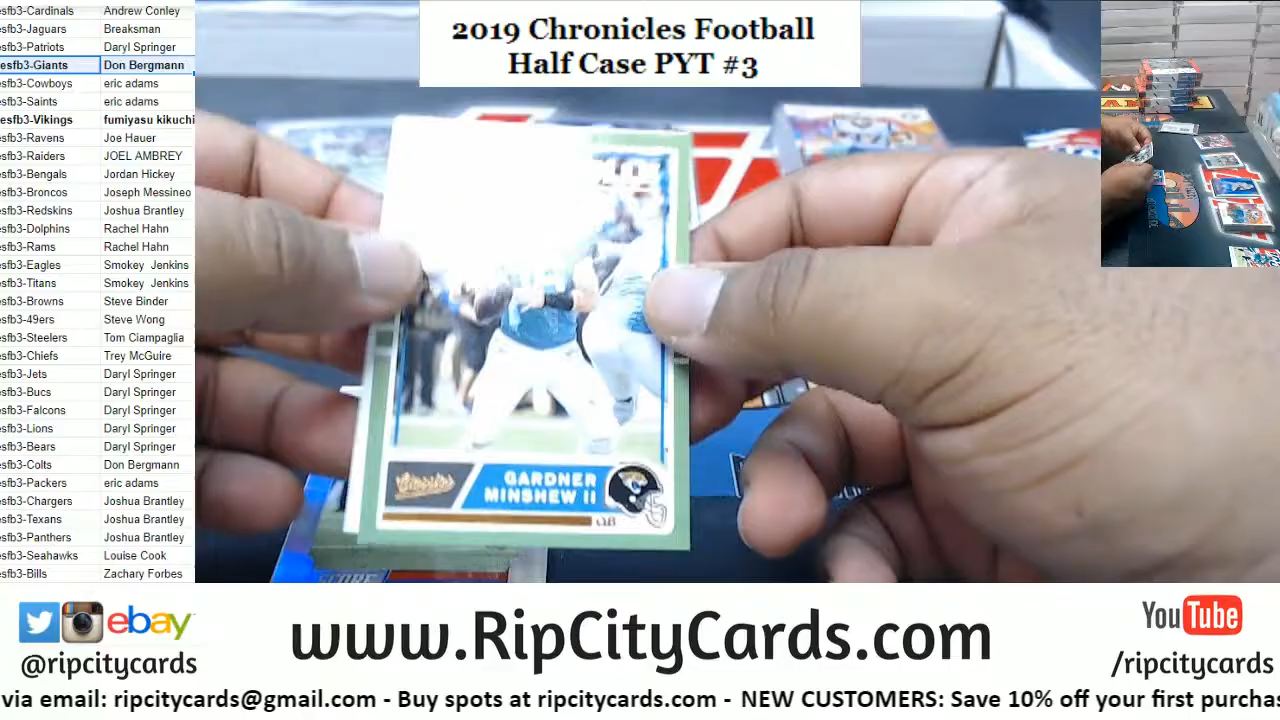 2019 Chronicles Football
Half Case PYT #3
esfb3-Cardinals Andrew Conley
esfb3-Jaguars Breaksman
esfb3-Patriots Daryl Springer
esfb3-Giants Don Bergmann
esfb3-Cowboys eric adams
esfb3-Saints eric adams
esfb3-Vikings fumiyasu kikuchi
esfb3-Ravens Joe Hauer
esfb3-Raiders JOEL AMBREY
esfb3-Bengals Jordan Hickey
esfb3-Broncos Joseph Messineo
esfb3-Redskins Joshua Brantley
esfb3-Dolphins Rachel Hahn
esfb3-Rams Rachel Hahn
esfb3-Eagles Smokey Jenkins
esfb3-Titans Smokey Jenkins
esfb3-Browns Steve Binder
esfb3-49ers Steve Wong
esfb3-Steelers Tom Ciampaglia
esfb3-Chiefs Trey McGuire
esfb3-Jets Daryl Springer
esfb3-Bucs Daryl Springer
esfb3-Falcons Daryl Springer
esfb3-Lions Daryl Springer
esfb3-Bears Daryl Springer
esfb3-Colts Don Bergmann
esfb3-Packers eric adams
esfb3-Chargers Joshua Brantley
esfb3-Texans Joshua Brantley
esfb3-Panthers Joshua Brantley
esfb3-Seahawks Louise Cook
esfb3-Bills Zachary Forbes
Classics
GARDNER
MINSHEW II
QB
SCORE
ebay
@ripcitycards
www.RipCityCards.com
YouTube
/ripcitycards
via email: ripcitycards@gmail.com - Buy spots at ripcitycards.com - NEW CUSTOMERS: Save 10% off your first purchas